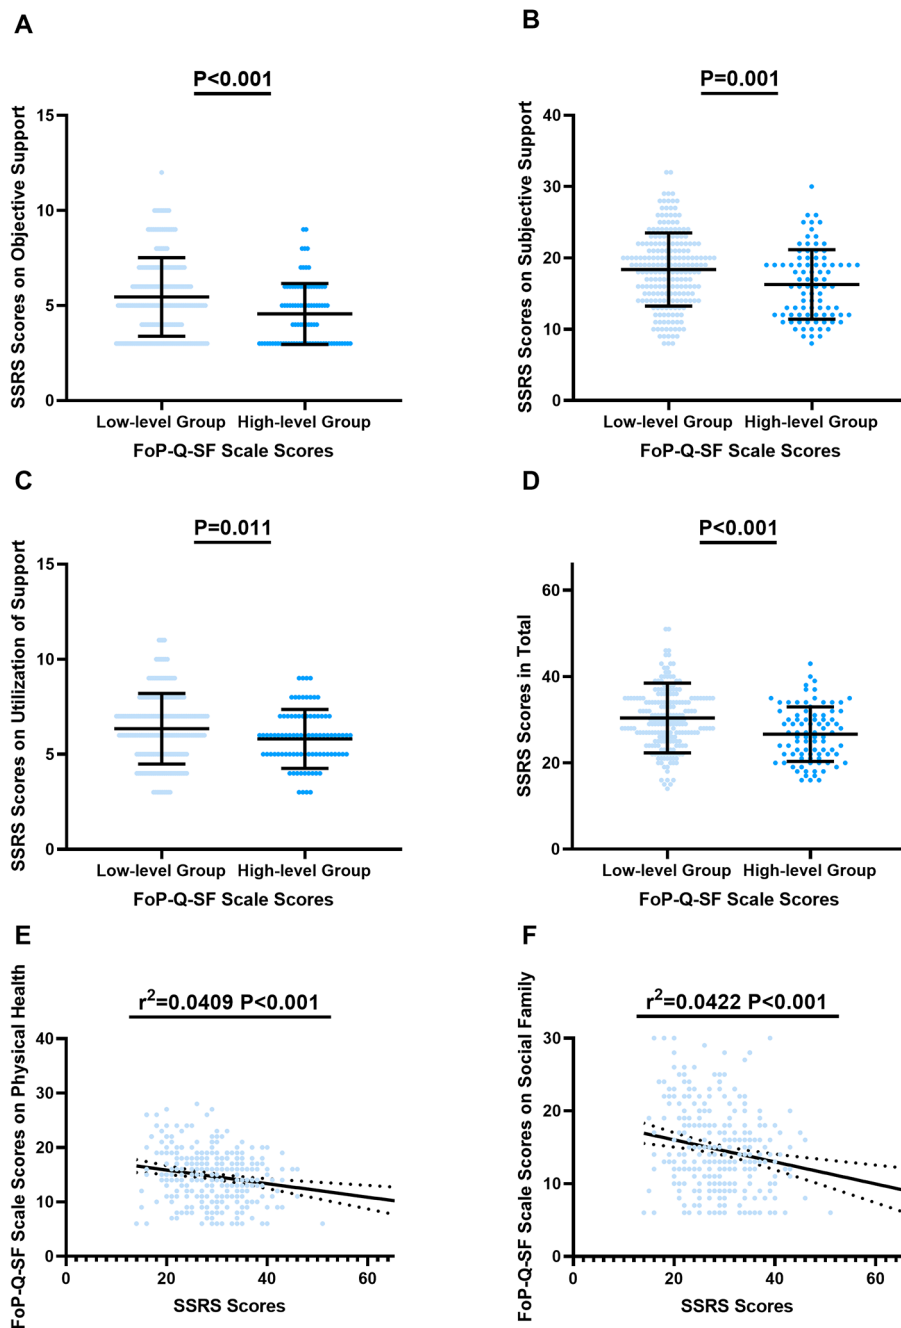 A
P<0.001
SSRS Scores on Objective Support
15
10
5
0
Low-level Group High-level Group
FoP-Q-SF Scale Scores
B
P=0.001
SSRS Scores on Subjective Support
40
30
20
10
0
Low-level Group High-level Group
FoP-Q-SF Scale Scores
C
P=0.011
SSRS Scores on Utilization of Support
15
10
5
0
Low-level Group High-level Group
FoP-Q-SF Scale Scores
D
P<0.001
SSRS Scores in Total
60
40
20
0
Low-level Group High-level Group
FoP-Q-SF Scale Scores
E
r²=0.0409 P<0.001
FoP-Q-SF Scale Scores on Physical Health
40
30
20
10
0
0 20 40 60
SSRS Scores
F
r²=0.0422 P<0.001
FoP-Q-SF Scale Scores on Social Family
30
20
10
0
0 20 40 60
SSRS Scores